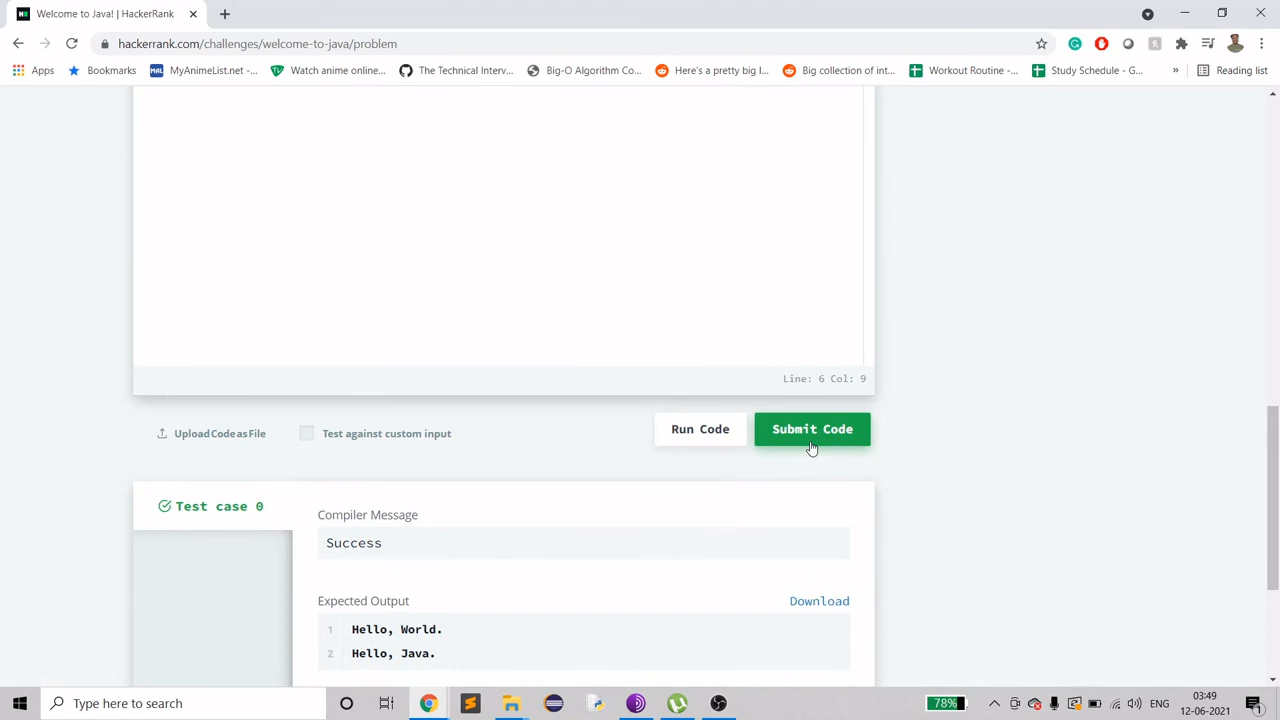 Welcome to Java! | HackerRank
hackerrank.com/challenges/welcome-to-java/problem
Apps
Bookmarks
MyAnimeList.net -...
Watch anime online...
The Technical Interv...
Big-O Algorithm Co...
Here's a pretty big l...
Big collection of int...
Workout Routine -...
Study Schedule - G...
»
Reading list
Line: 6 Col: 9
Upload Code as File
Test against custom input
Run Code
Submit Code
Test case 0
Compiler Message
Success
Expected Output
Download
1 Hello, World.
2 Hello, Java.
Type here to search
78%
ENG
03:49
12-06-2021
1